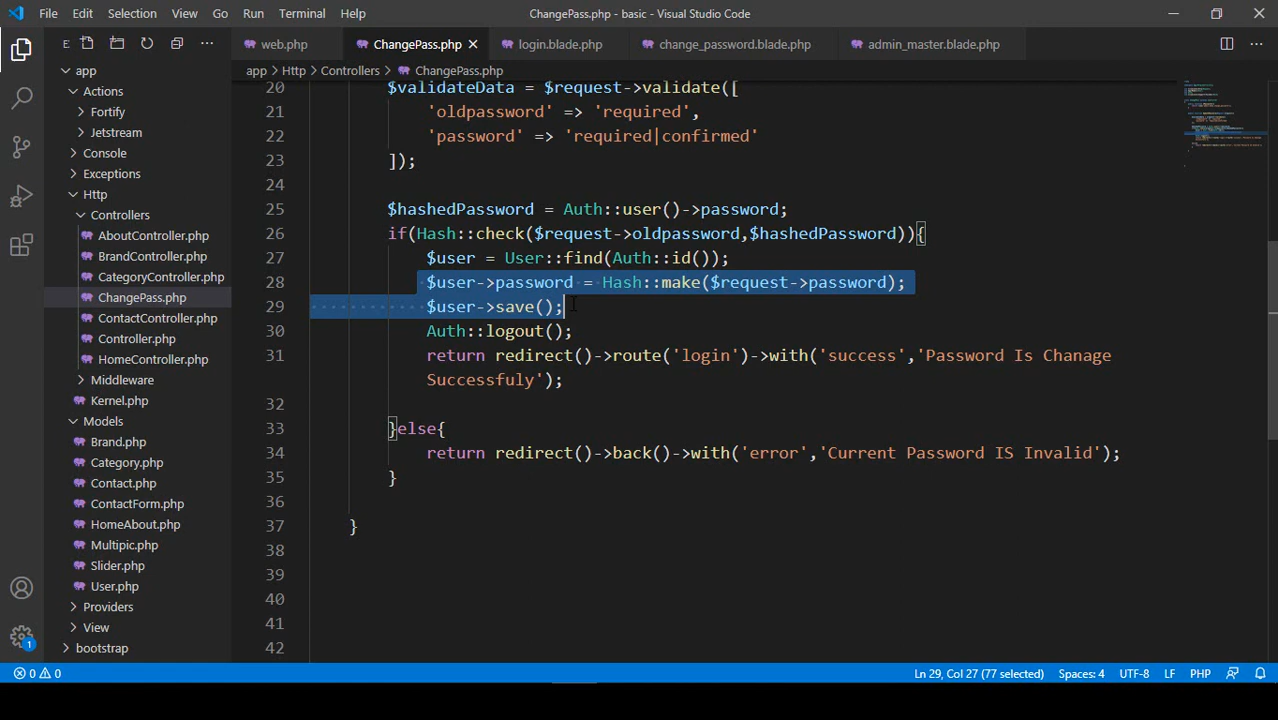 File Edit Selection View Go Run Terminal Help
ChangePass.php - basic - Visual Studio Code
E
web.php
ChangePass.php
login.blade.php
change_password.blade.php
admin_master.blade.php
app > Http > Controllers > ChangePass.php
app
Actions
Fortify
Jetstream
Console
Exceptions
Http
Controllers
AboutController.php
BrandController.php
CategoryController.php
ChangePass.php
ContactController.php
Controller.php
HomeController.php
Middleware
Kernel.php
Models
Brand.php
Category.php
Contact.php
ContactForm.php
HomeAbout.php
Multipic.php
Slider.php
User.php
Providers
View
bootstrap
20 $validateData = $request->validate([
21 'oldpassword' => 'required',
22 'password' => 'required|confirmed'
23 ]);
24
25 $hashedPassword = Auth::user()->password;
26 if(Hash::check($request->oldpassword,$hashedPassword)){
27 $user = User::find(Auth::id());
28 $user->password = Hash::make($request->password);
29 $user->save();
30 Auth::logout();
31 return redirect()->route('login')->with('success','Password Is Chanage
Successfuly');
32
33 }else{
34 return redirect()->back()->with('error','Current Password IS Invalid');
35 }
36
37 }
38
39
40
41
42
1
0 0
Ln 29, Col 27 (77 selected) Spaces: 4 UTF-8 LF PHP